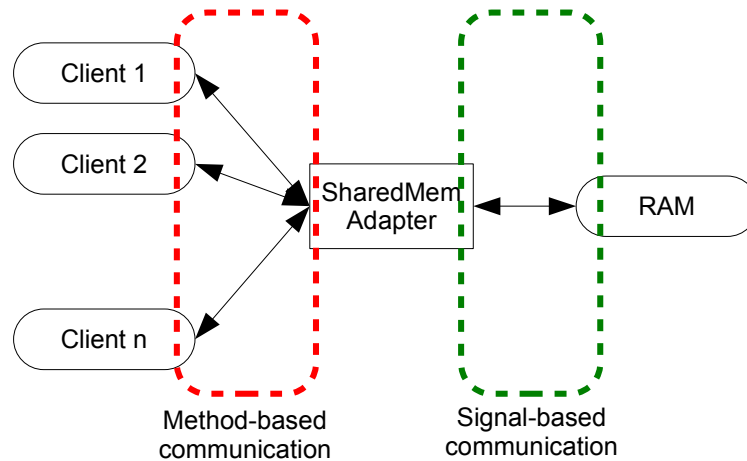 Client 1
Client 2
SharedMem
Adapter
RAM
Client n
Method-based
communication
Signal-based
communication